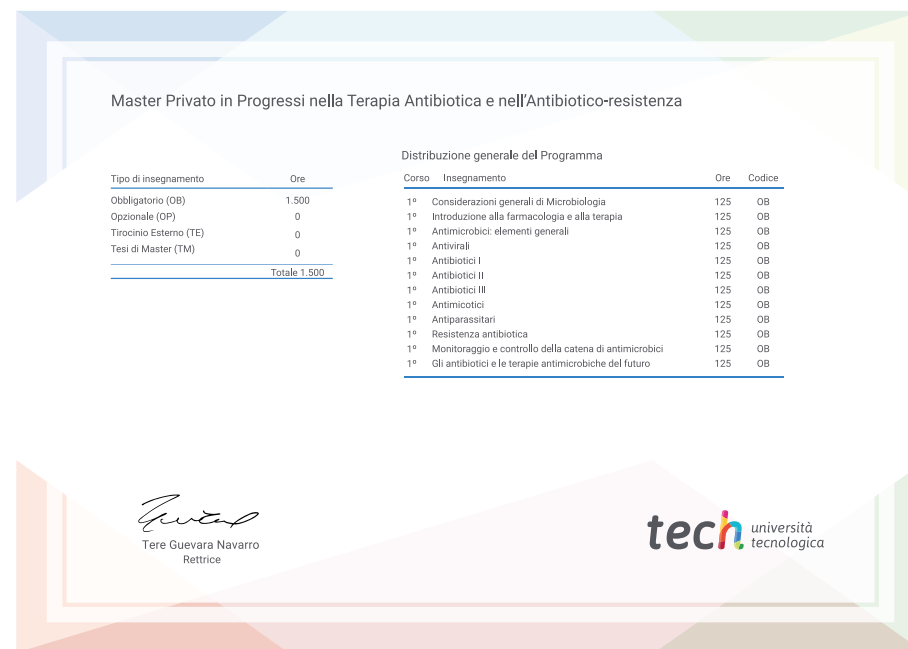 Master Privato in Progressi nella Terapia Antibiotica e nell'Antibiotico-resistenza
Tipo di insegnamento Ore
Obbligatorio (OB) 1.500
Opzionale (OP) 0
Tirocinio Esterno (TE) 0
Tesi di Master (TM) 0
Totale 1.500
Distribuzione generale del Programma
Corso Insegnamento Ore Codice
1º Considerazioni generali di Microbiologia 125 OB
1º Introduzione alla farmacologia e alla terapia 125 OB
1º Antimicrobici: elementi generali 125 OB
1º Antivirali 125 OB
1º Antibiotici I 125 OB
1º Antibiotici II 125 OB
1º Antibiotici III 125 OB
1º Antimicotici 125 OB
1º Antiparassitari 125 OB
1º Resistenza antibiotica 125 OB
1º Monitoraggio e controllo della catena di antimicrobici 125 OB
1º Gli antibiotici e le terapie antimicrobiche del futuro 125 OB
Tere Guevara Navarro
Rettrice
tech università
tecnologica